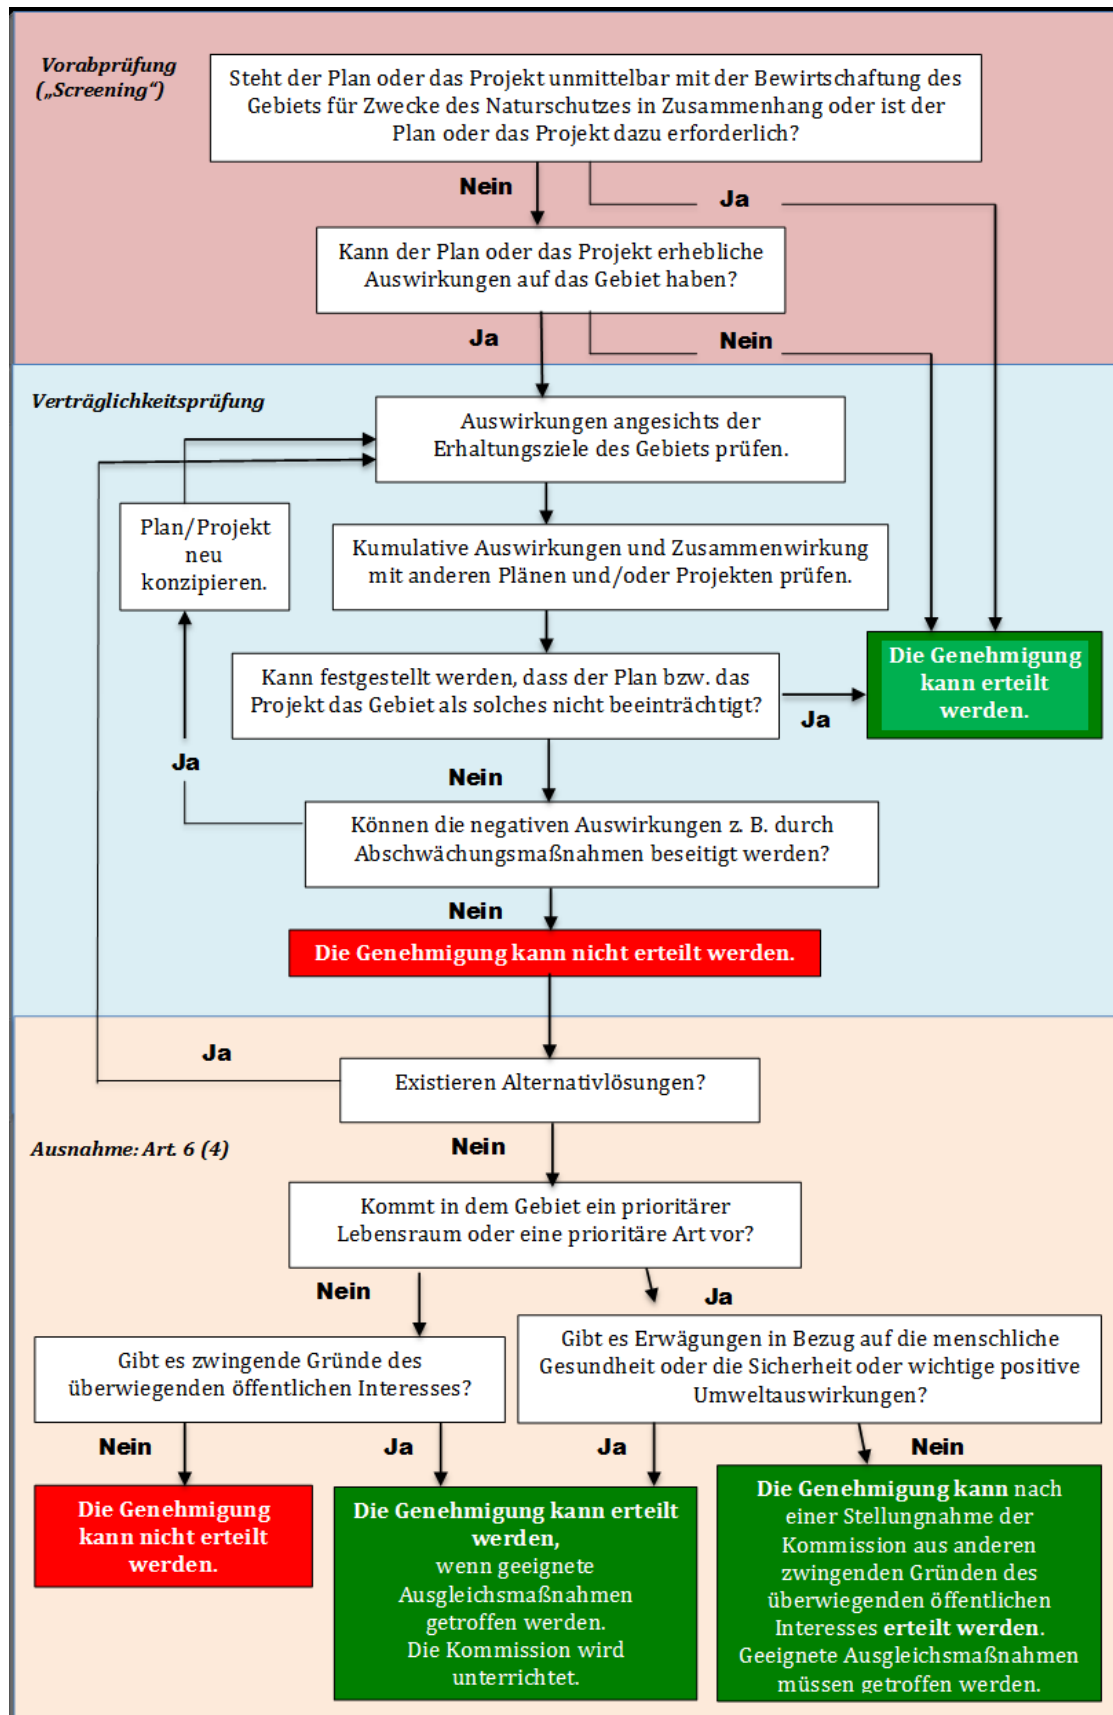 Vorabprüfung
(„Screening“)
Steht der Plan oder das Projekt unmittelbar mit der Bewirtschaftung des
Gebiets für Zwecke des Naturschutzes in Zusammenhang oder ist der
Plan oder das Projekt dazu erforderlich?
Nein
Ja
Kann der Plan oder das Projekt erhebliche
Auswirkungen auf das Gebiet haben?
Ja
Nein
Verträglichkeitsprüfung
Auswirkungen angesichts der
Erhaltungsziele des Gebiets prüfen.
Plan/Projekt
neu
konzipieren.
Kumulative Auswirkungen und Zusammenwirkung
mit anderen Plänen und/oder Projekten prüfen.
Kann festgestellt werden, dass der Plan bzw. das
Projekt das Gebiet als solches nicht beeinträchtigt?
Ja
Die Genehmigung
kann erteilt
werden.
Ja
Nein
Können die negativen Auswirkungen z. B. durch
Abschwächungsmaßnahmen beseitigt werden?
Nein
Die Genehmigung kann nicht erteilt werden.
Ja
Existieren Alternativlösungen?
Ausnahme: Art. 6 (4)
Nein
Kommt in dem Gebiet ein prioritärer
Lebensraum oder eine prioritäre Art vor?
Nein
Ja
Gibt es zwingende Gründe des
überwiegenden öffentlichen Interesses?
Gibt es Erwägungen in Bezug auf die menschliche
Gesundheit oder die Sicherheit oder wichtige positive
Umweltauswirkungen?
Nein
Ja
Ja
Nein
Die Genehmigung
kann nicht erteilt
werden.
Die Genehmigung kann erteilt
werden,
wenn geeignete
Ausgleichsmaßnahmen
getroffen werden.
Die Kommission wird
unterrichtet.
Die Genehmigung kann nach
einer Stellungnahme der
Kommission aus anderen
zwingenden Gründen des
überwiegenden öffentlichen
Interesses erteilt werden.
Geeignete Ausgleichsmaßnahmen
müssen getroffen werden.